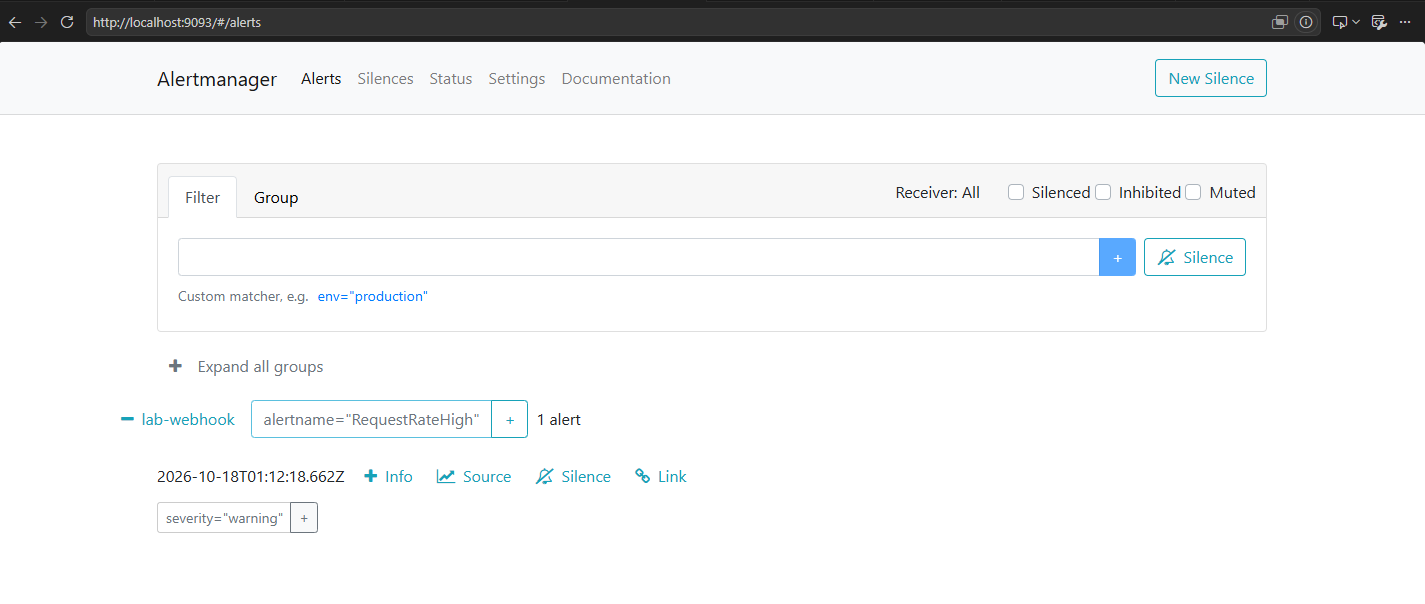 http://localhost:9093/#/alerts
Alertmanager Alerts Silences Status Settings Documentation New Silence
Filter Group Receiver: All Silenced Inhibited Muted
+ Silence
Custom matcher, e.g. env="production"
+ Expand all groups
lab-webhook alertname="RequestRateHigh" + 1 alert
2026-10-18T01:12:18.662Z + Info Source Silence Link
severity="warning" +